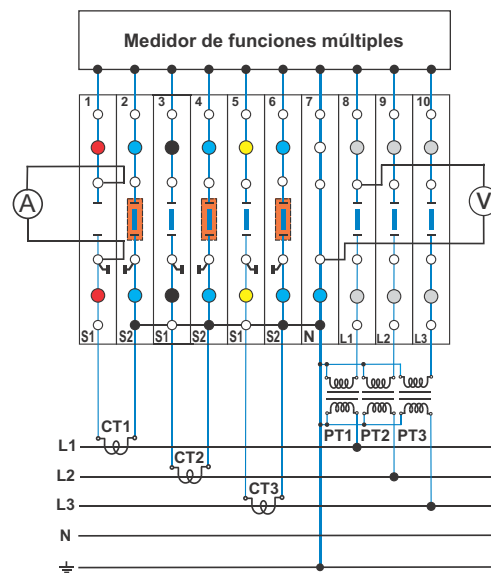 Medidor de funciones múltiples
1 2 3 4 5 6 7 8 9 10
A
V
S1 S2 S1 S2 S1 S2 N L1 L2 L3
PT1 PT2 PT3
CT1
L1
CT2
L2
CT3
L3
N